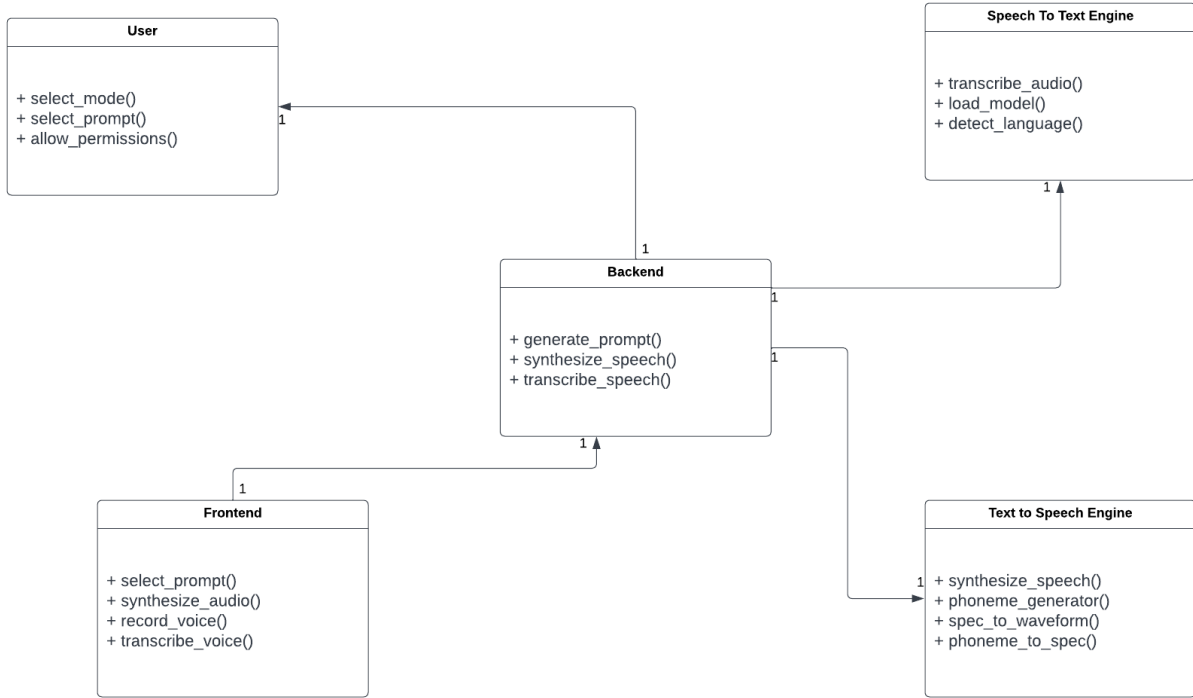 User
+ select_mode()
+ select_prompt()
+ allow_permissions()
1
Speech To Text Engine
+ transcribe_audio()
+ load_model()
+ detect_language()
1
1
Backend
+ generate_prompt()
+ synthesize_speech()
+ transcribe_speech()
1
1
1
1
Frontend
+ select_prompt()
+ synthesize_audio()
+ record_voice()
+ transcribe_voice()
Text to Speech Engine
1
+ synthesize_speech()
+ phoneme_generator()
+ spec_to_waveform()
+ phoneme_to_spec()